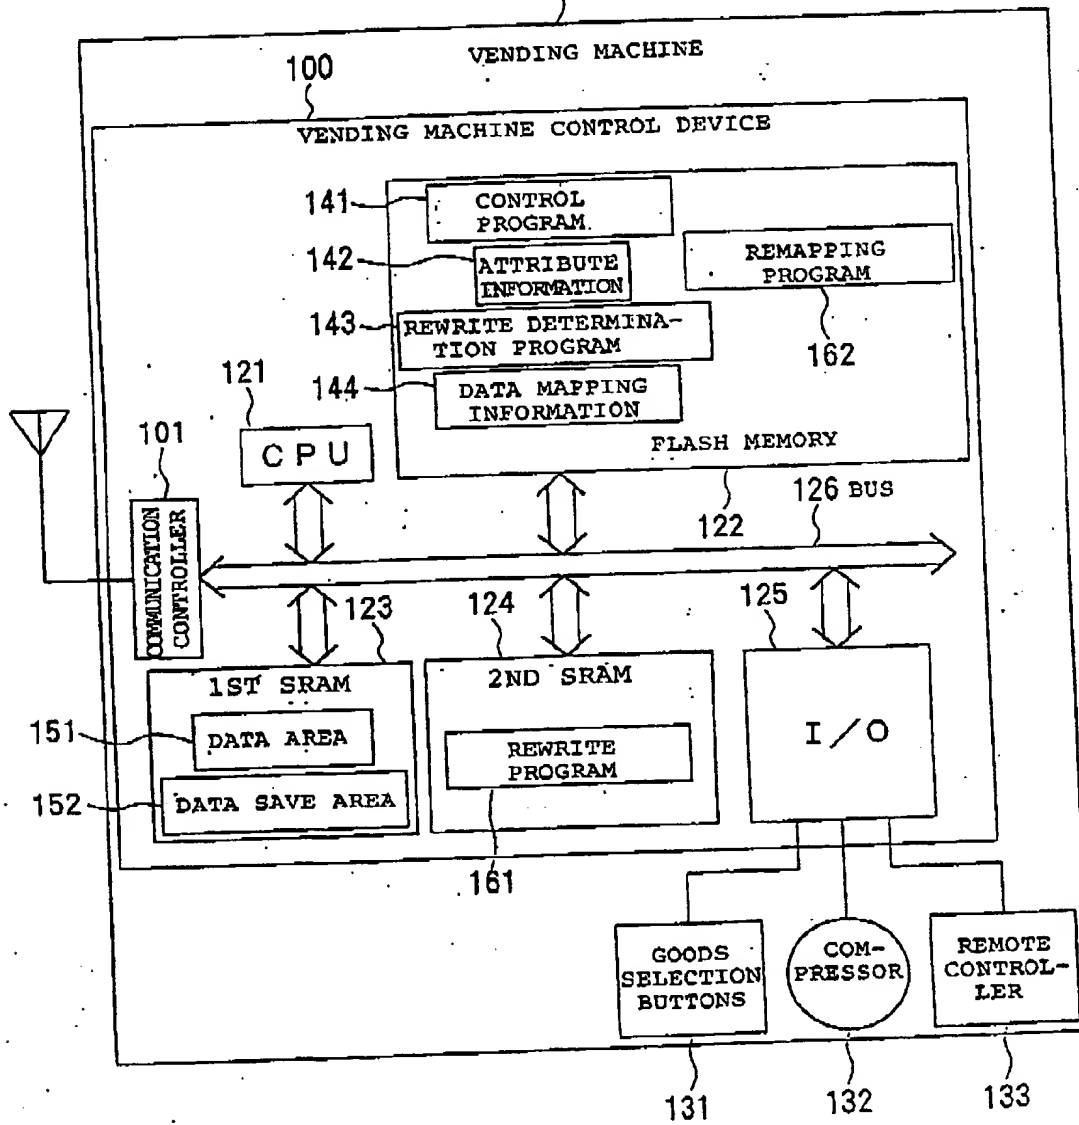 VENDING MACHINE
100
VENDING MACHINE CONTROL DEVICE
141
CONTROL
PROGRAM
142
ATTRIBUTE
INFORMATION
REMAPPING
PROGRAM
143
REWRITE DETERMINA-
TION PROGRAM
162
144
DATA MAPPING
INFORMATION
121
CPU
FLASH MEMORY
101
COMMUNICATION
CONTROLLER
122
126 BUS
123
124
125
1ST SRAM
2ND SRAM
I/O
151
DATA AREA
REWRITE
PROGRAM
152
DATA SAVE AREA
161
GOODS
SELECTION
BUTTONS
COM-
PRESSOR
REMOTE
CONTROL-
LER
131
132
133